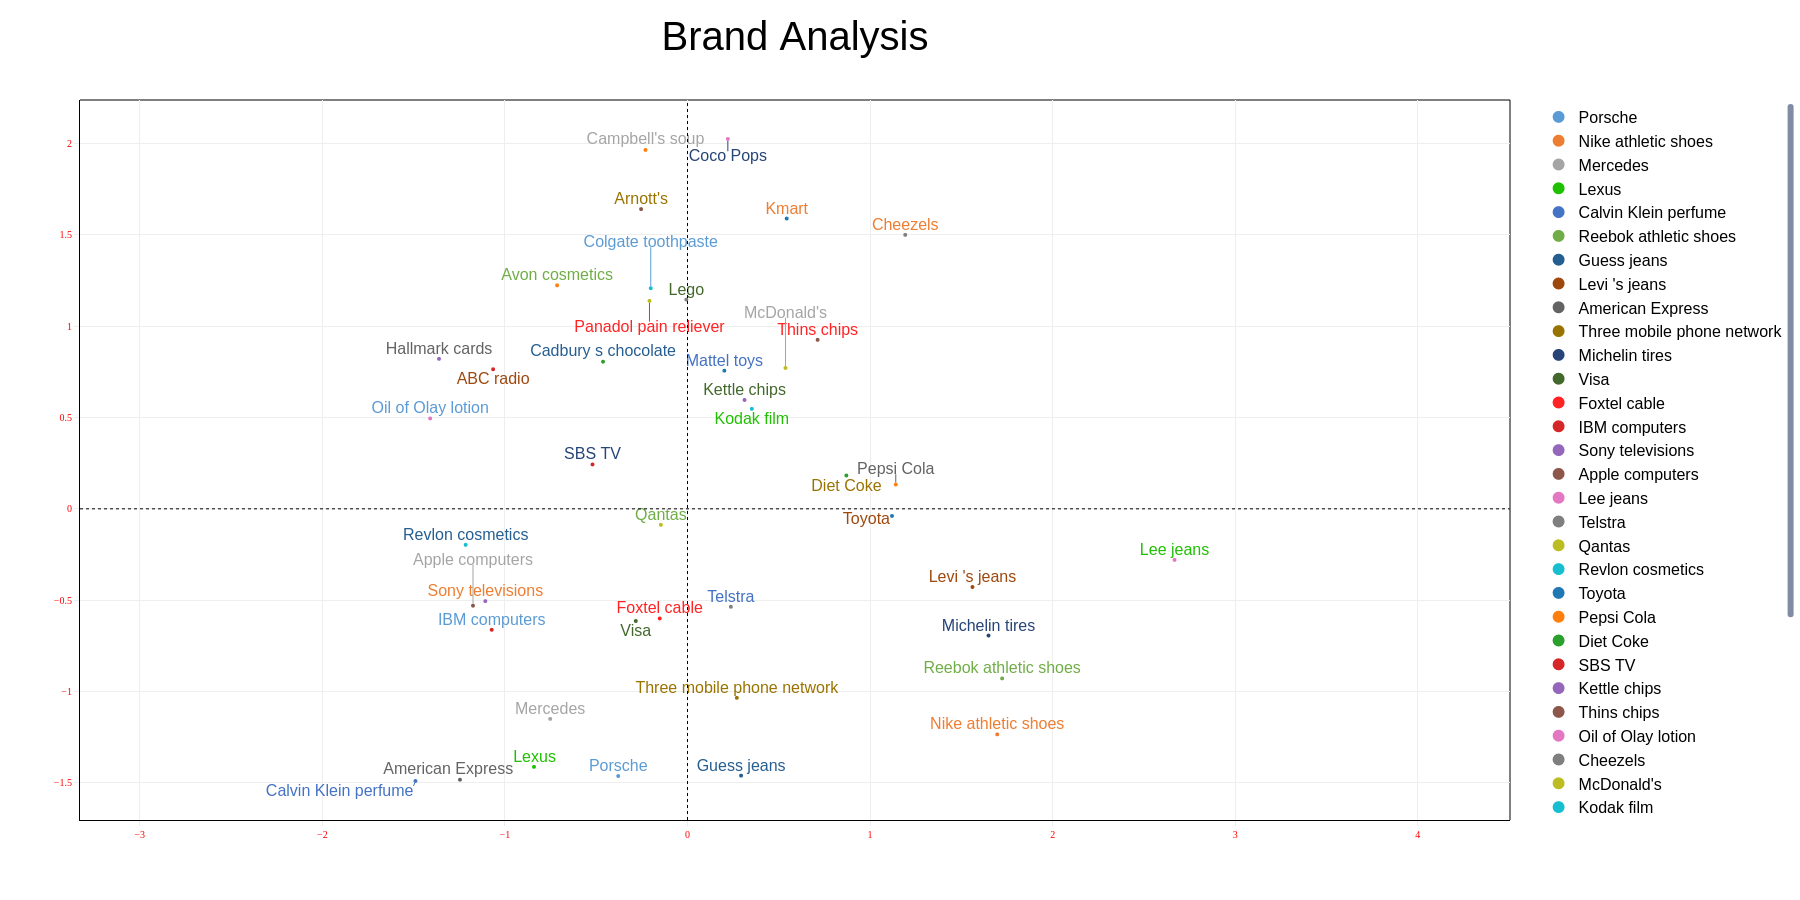 Brand Analysis
Campbell's soup
Coco Pops
Arnott's
Kmart
Cheezels
Colgate toothpaste
Avon cosmetics
Lego
McDonald's
Panadol pain reliever
Thins chips
Hallmark cards
Cadbury s chocolate
Mattel toys
ABC radio
Kettle chips
Oil of Olay lotion
Kodak film
SBS TV
Pepsi Cola
Diet Coke
Qantas
Toyota
Revlon cosmetics
Apple computers
Lee jeans
Levi 's jeans
Sony televisions
Telstra
Foxtel cable
IBM computers
Visa
Michelin tires
Reebok athletic shoes
Three mobile phone network
Mercedes
Nike athletic shoes
Lexus
American Express
Porsche
Guess jeans
Calvin Klein perfume
2
1.5
1
0.5
0
−0.5
−1
−1.5
−3
−2
−1
0
1
2
3
4
Porsche
Nike athletic shoes
Mercedes
Lexus
Calvin Klein perfume
Reebok athletic shoes
Guess jeans
Levi 's jeans
American Express
Three mobile phone network
Michelin tires
Visa
Foxtel cable
IBM computers
Sony televisions
Apple computers
Lee jeans
Telstra
Qantas
Revlon cosmetics
Toyota
Pepsi Cola
Diet Coke
SBS TV
Kettle chips
Thins chips
Oil of Olay lotion
Cheezels
McDonald's
Kodak film